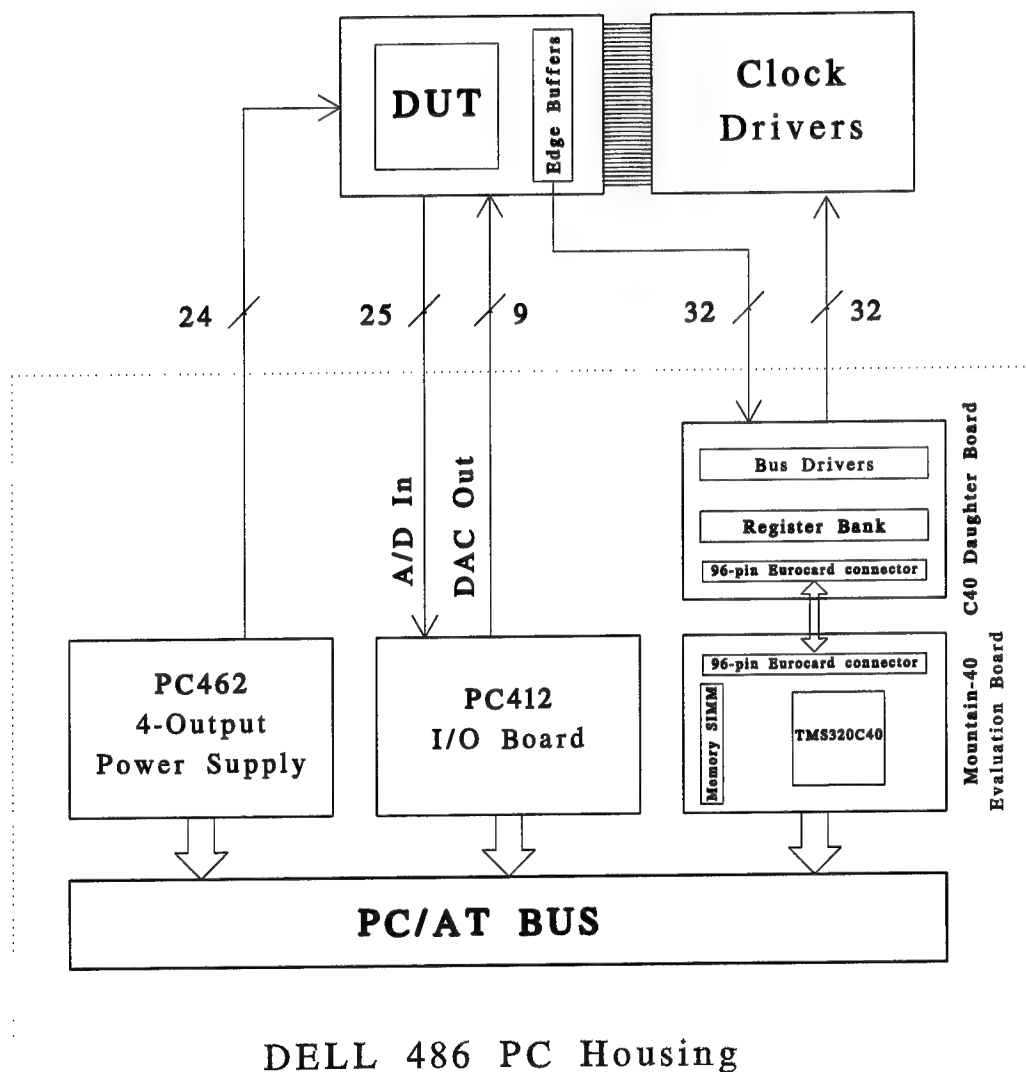 DUT
Edge Buffers
Clock
Drivers
24
25
9
32
32
A/D In
DAC Out
Bus Drivers
Register Bank
96-pin Eurocard connector
C40 Daughter Board
PC462
4-Output
Power Supply
PC412
I/O Board
96-pin Eurocard connector
Memory SIMM
TMS320C40
Mountain-40
Evaluation Board
PC/AT BUS
DELL 486 PC Housing